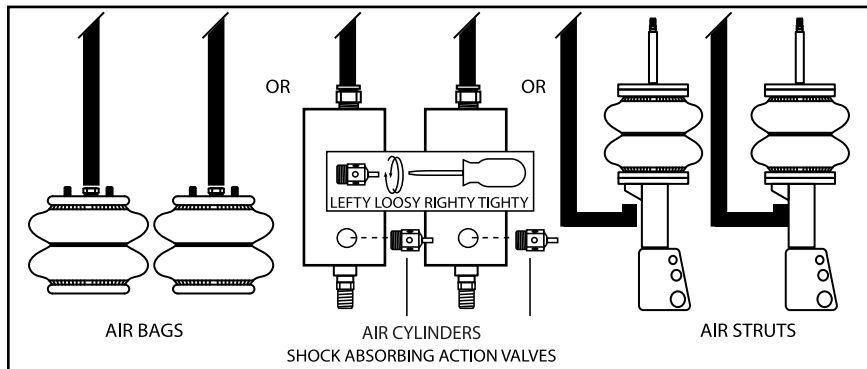 OR
OR
LEFTY LOOSY RIGHTY TIGHTY
AIR BAGS
AIR CYLINDERS
SHOCK ABSORBING ACTION VALVES
AIR STRUTS